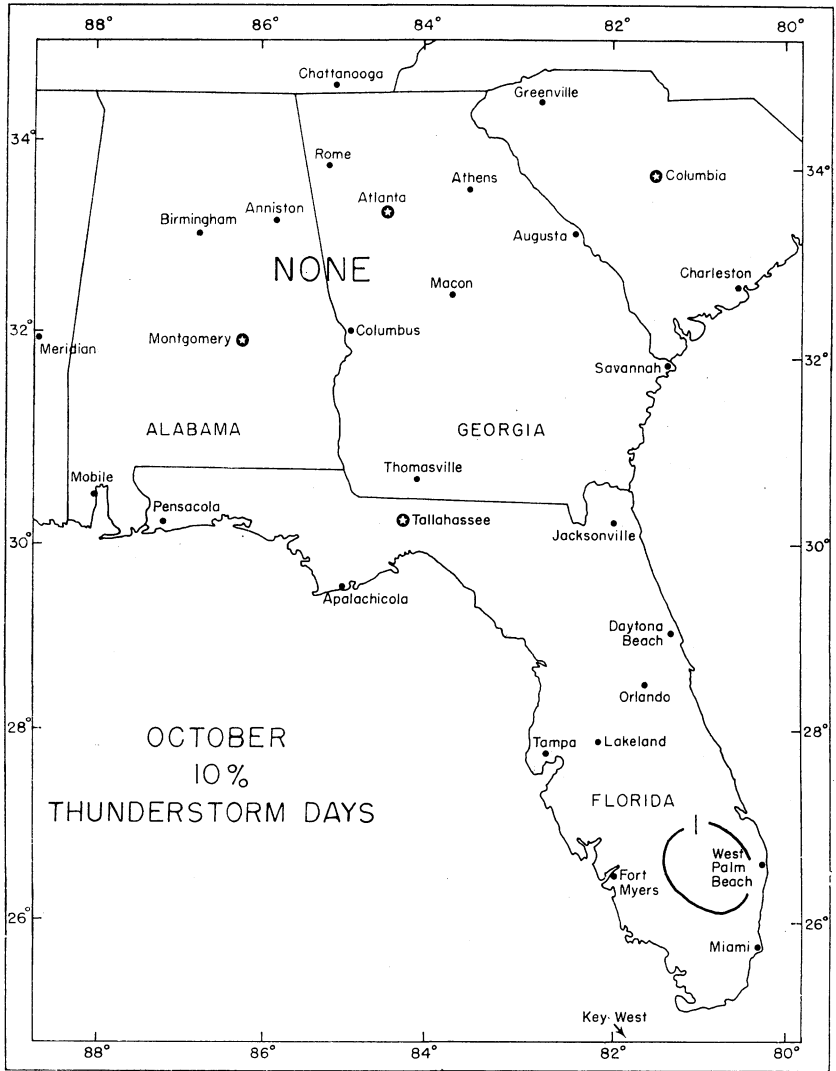 88° 86° 84° 82° 80°
Chattanooga
Greenville
34°
Rome
Athens
34°
Columbia
Atlanta
Anniston
Birmingham
Augusta
NONE
Charleston
Macon
32°
Columbus
Montgomery
Meridian
32°
Savannah
ALABAMA
GEORGIA
Thomasville
Mobile
Pensacola
Tallahassee
Jacksonville
30°
30°
Apalachicola
Daytona
Beach
Orlando
28°
OCTOBER
10%
THUNDERSTORM DAYS
Tampa
Lakeland
28°
FLORIDA
1
West
Palm
Beach
Fort
Myers
26°
26°
Miami
Key West
88° 86° 84° 82° 80°